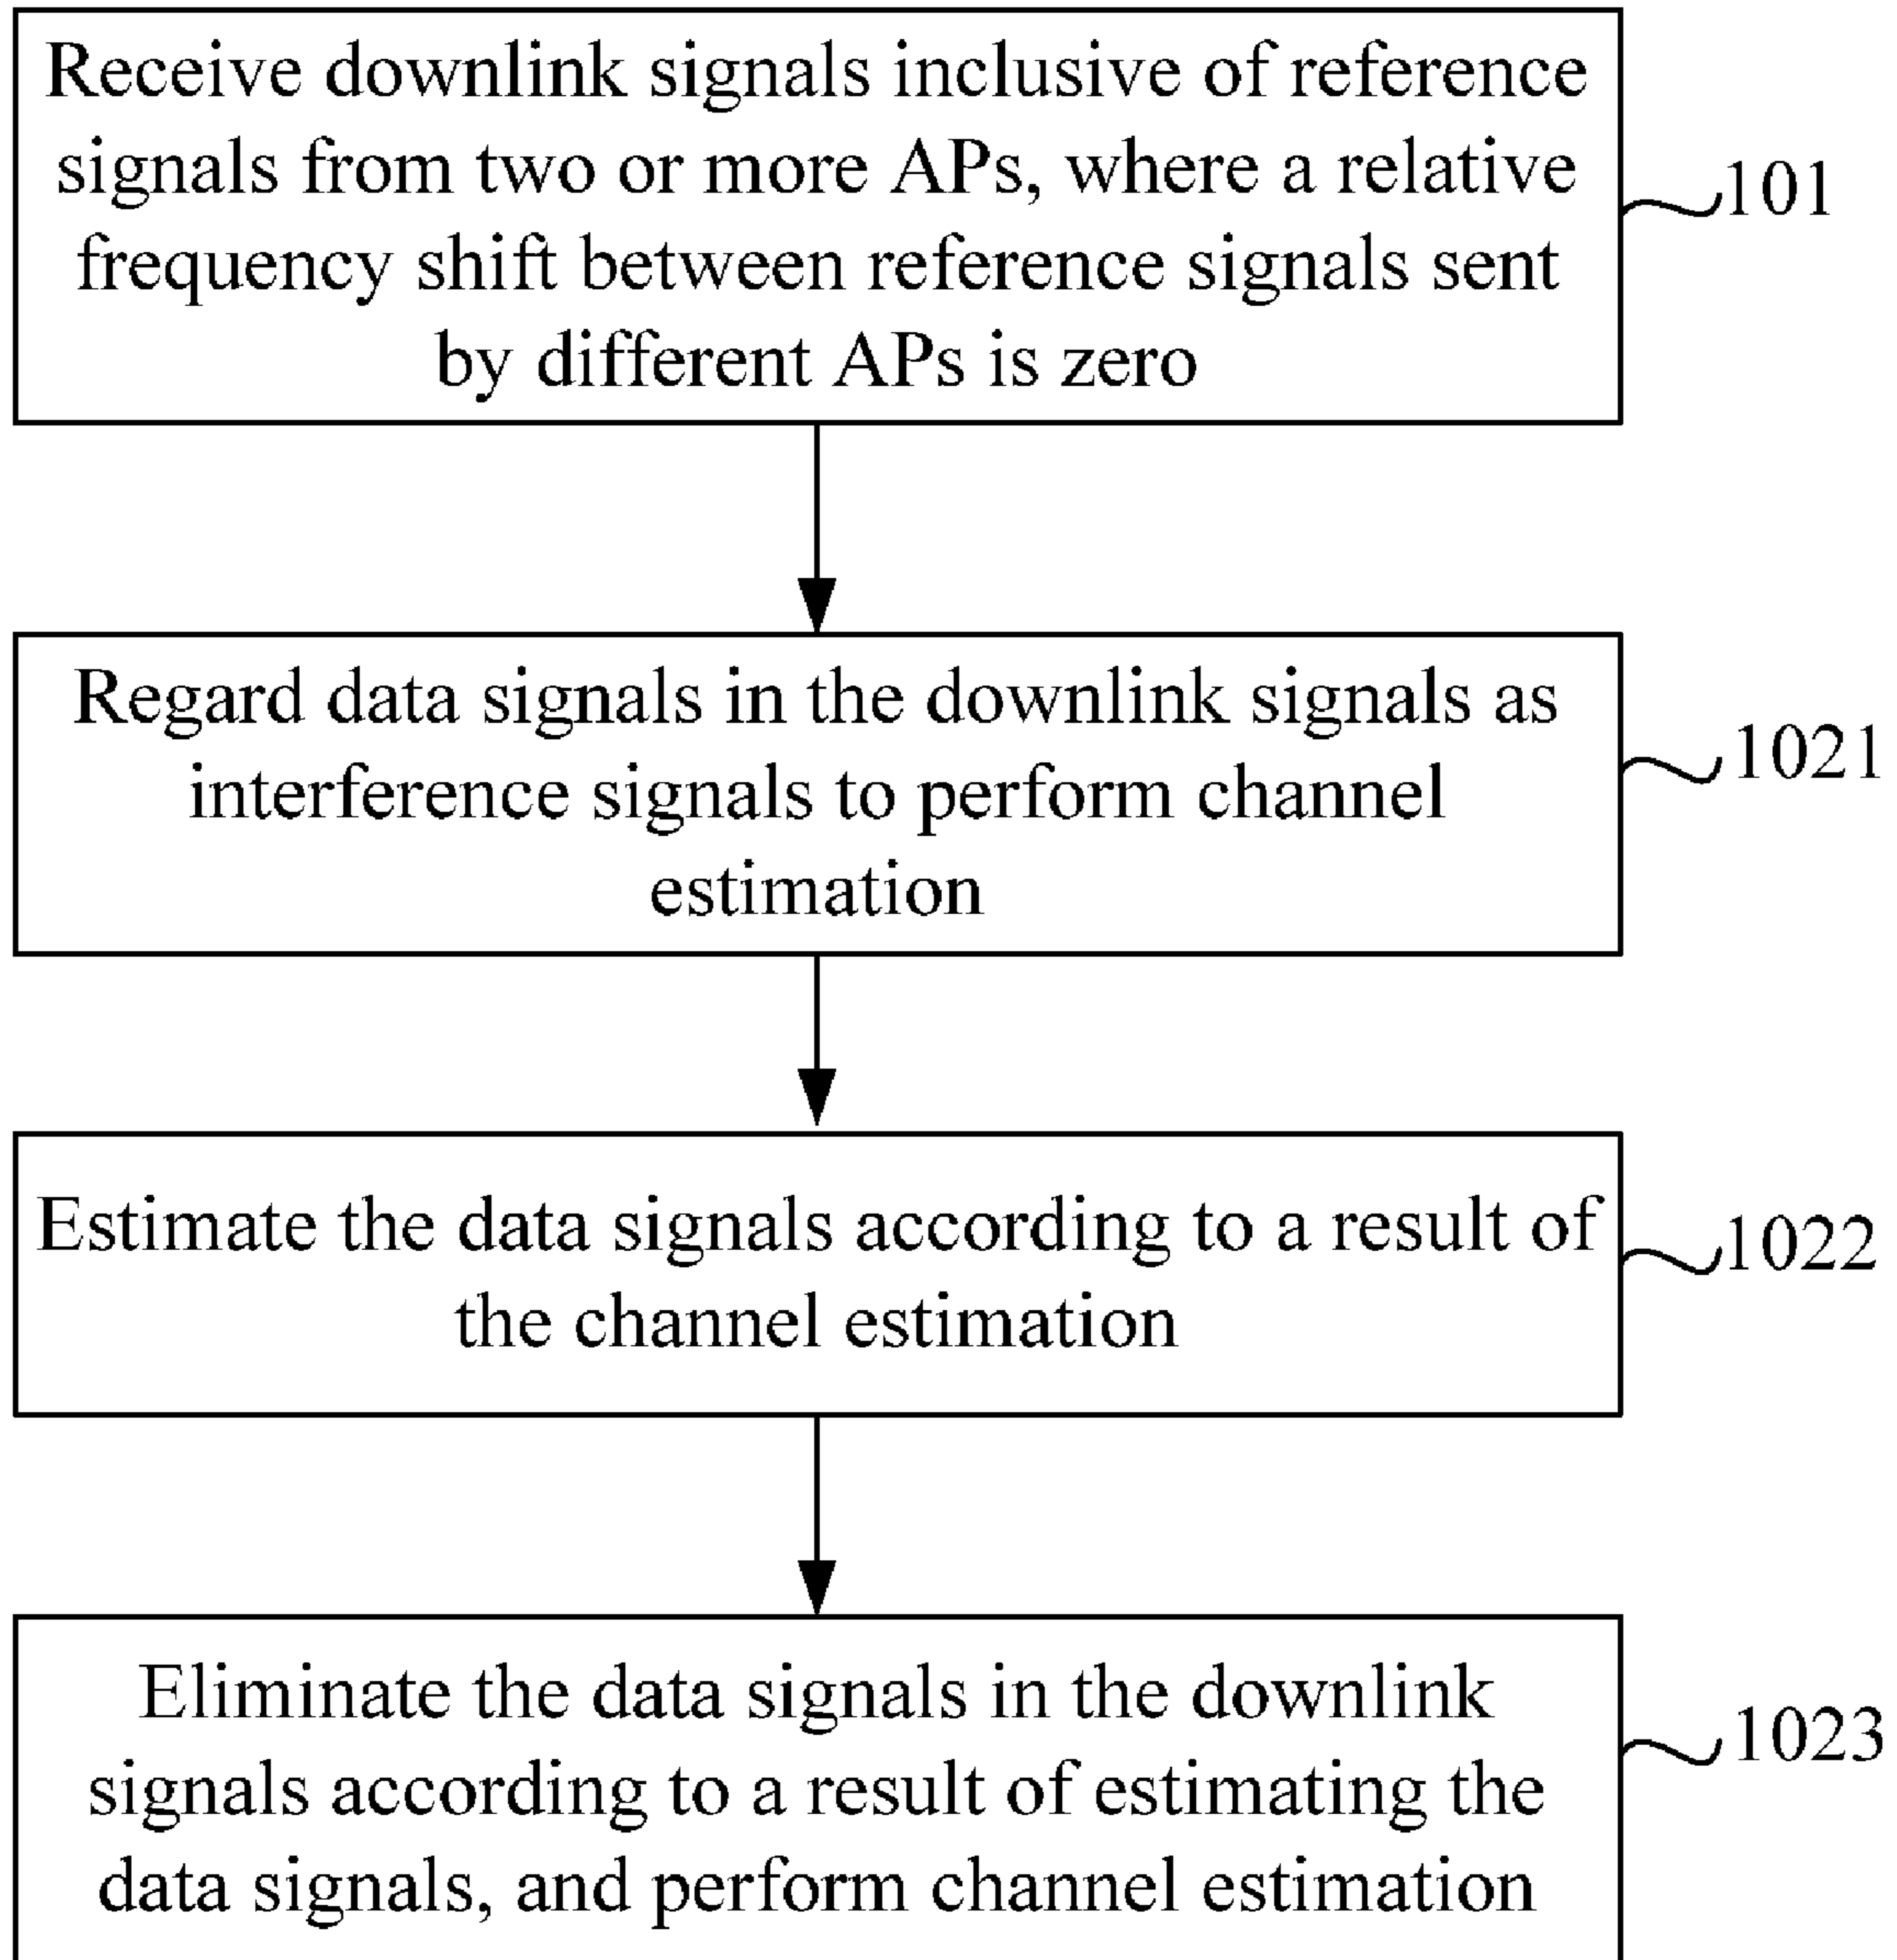 Receive downlink signals inclusive of reference
signals from two or more APs, where a relative
frequency shift between reference signals sent
by different APs is zero
101
Regard data signals in the downlink signals as
interference signals to perform channel
estimation
1021
Estimate the data signals according to a result of
the channel estimation
1022
Eliminate the data signals in the downlink
signals according to a result of estimating the
data signals, and perform channel estimation
1023